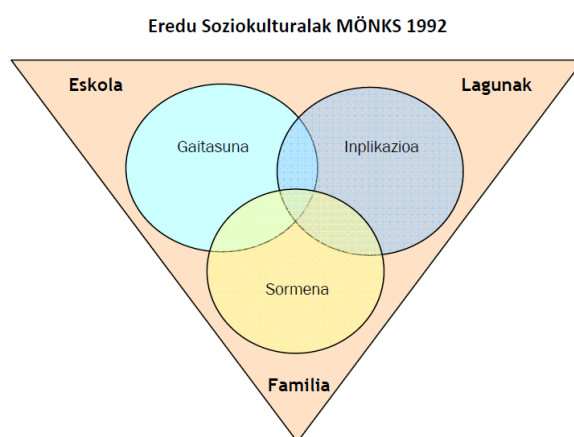 Eredu Soziokulturalak MÖNKS 1992
Eskola
Lagunak
Gaitasuna
Inplikazioa
Sormena
Familia